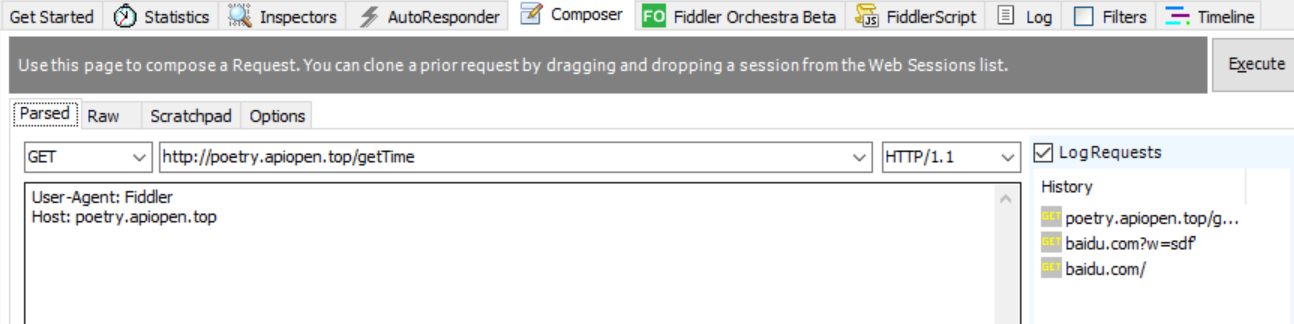 Get Started Statistics Inspectors AutoResponder Composer FO Fiddler Orchestra Beta JS FiddlerScript Log Filters Timeline
Use this page to compose a Request. You can clone a prior request by dragging and dropping a session from the Web Sessions list. Execute
Parsed Raw Scratchpad Options
GET http://poetry.apiopen.top/getTime HTTP/1.1
Log Requests
User-Agent: Fiddler
Host: poetry.apiopen.top
History
GET poetry.apiopen.top/g...
GET baidu.com?w=sdf'
GET baidu.com/